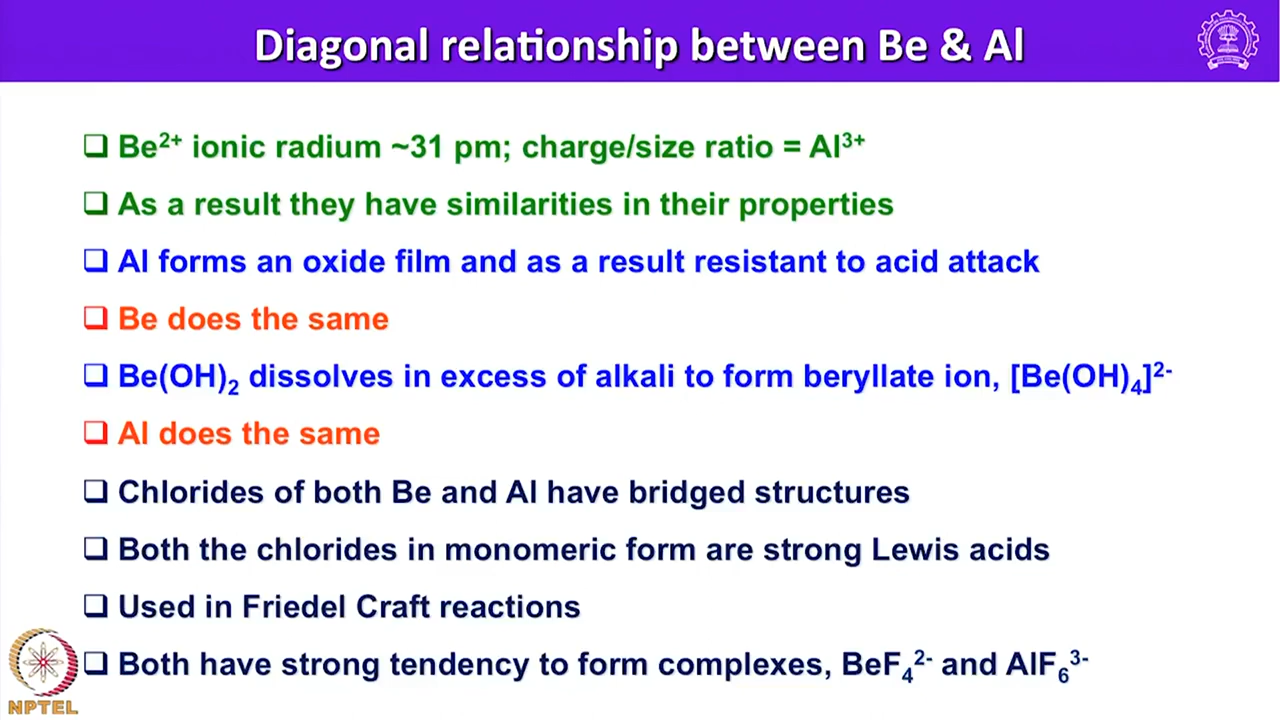 Diagonal relationship between Be & Al
❑ Be²⁺ ionic radium ~31 pm; charge/size ratio = Al³⁺
❑ As a result they have similarities in their properties
❑ Al forms an oxide film and as a result resistant to acid attack
❑ Be does the same
❑ Be(OH)₂ dissolves in excess of alkali to form beryllate ion, [Be(OH)₄]²⁻
❑ Al does the same
❑ Chlorides of both Be and Al have bridged structures
❑ Both the chlorides in monomeric form are strong Lewis acids
❑ Used in Friedel Craft reactions
❑ Both have strong tendency to form complexes, BeF₄²⁻ and AlF₆³⁻
NPTEL